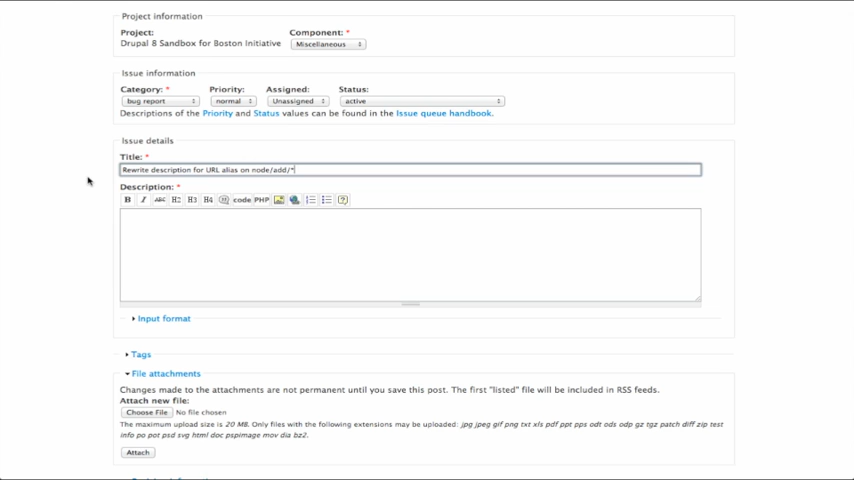 Project information
Project: Component: *
Drupal 8 Sandbox for Boston Initiative Miscellaneous
Issue information
Category: * Priority: Assigned: Status:
bug report normal Unassigned active
Descriptions of the Priority and Status values can be found in the Issue queue handbook.
Issue details
Title: *
Rewrite description for URL alias on node/add/*
Description: *
B I ABC H2 H3 H4 code PHP ?
Input format
Tags
File attachments
Changes made to the attachments are not permanent until you save this post. The first "listed" file will be included in RSS feeds.
Attach new file:
Choose File No file chosen
The maximum upload size is 20 MB. Only files with the following extensions may be uploaded: jpg jpeg gif png txt xls pdf ppt pps odt ods odp gz tgz patch diff zip test
info po pot psd svg html doc pspimage mov dia bz2.
Attach